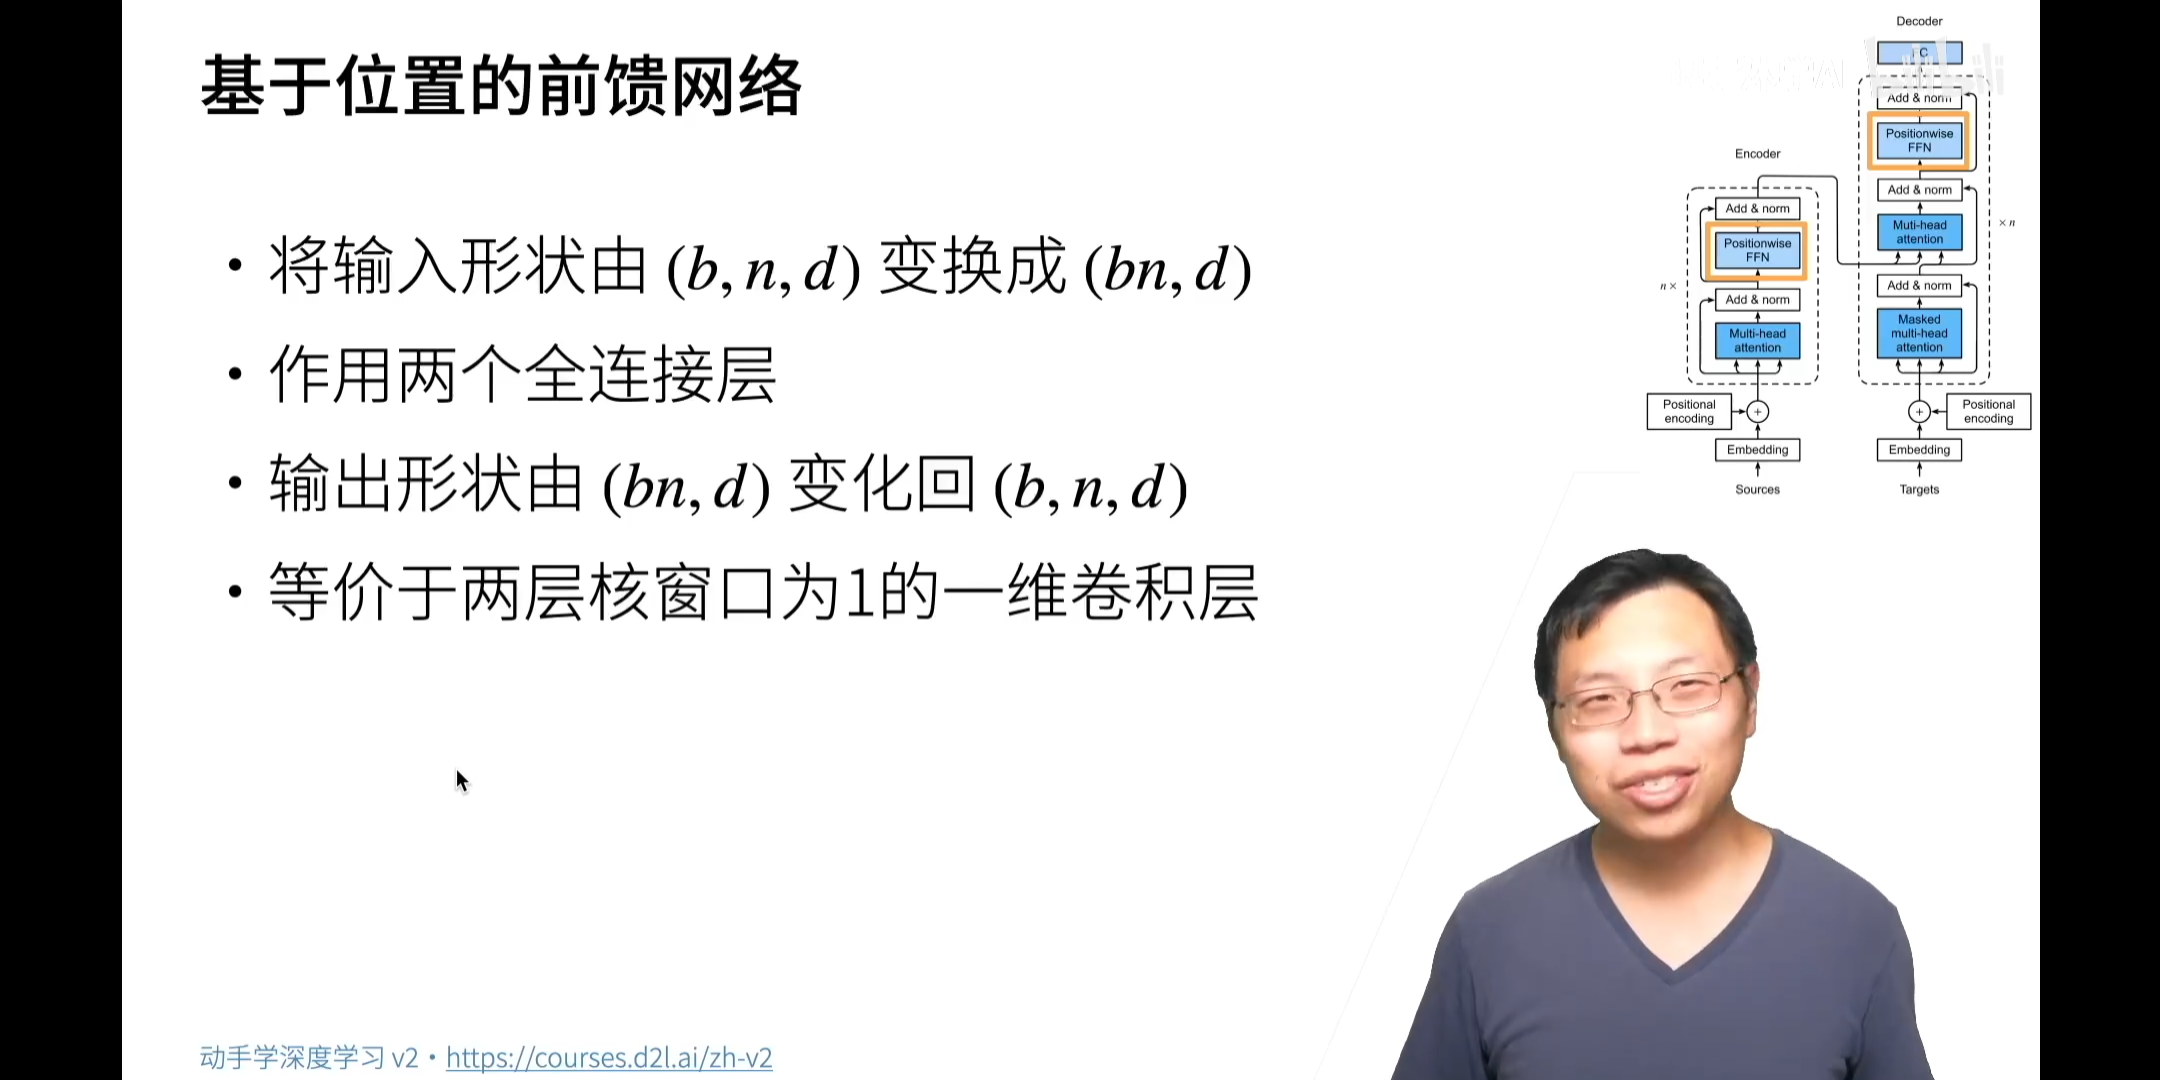 基于位置的前馈网络
• 将输入形状由 (b, n, d) 变换成 (bn, d)
• 作用两个全连接层
• 输出形状由 (bn, d) 变化回 (b, n, d)
• 等价于两层核窗口为1的一维卷积层
动手学深度学习 v2 • https://courses.d2l.ai/zh-v2
Decoder
FC
Add & norm
Positionwise
FFN
Add & norm
Muti-head
attention
× n
Add & norm
Masked
multi-head
attention
Positional
encoding
+
Embedding
Targets
Encoder
Add & norm
Positionwise
FFN
n ×
Add & norm
Multi-head
attention
Positional
encoding
+
Embedding
Sources